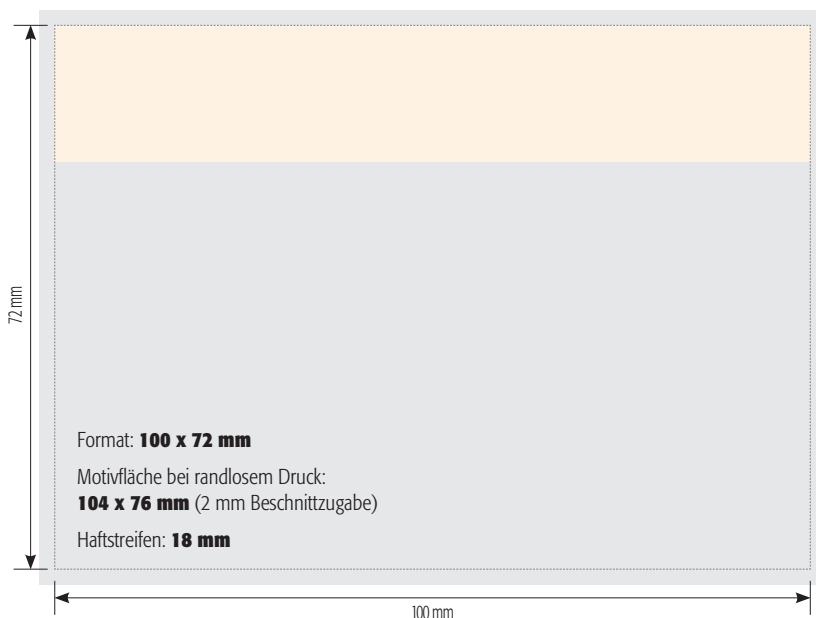 72 mm
Format: 100 x 72 mm
Motivfläche bei randlosem Druck:
104 x 76 mm (2 mm Beschnittzugabe)
Haftstreifen: 18 mm
100 mm